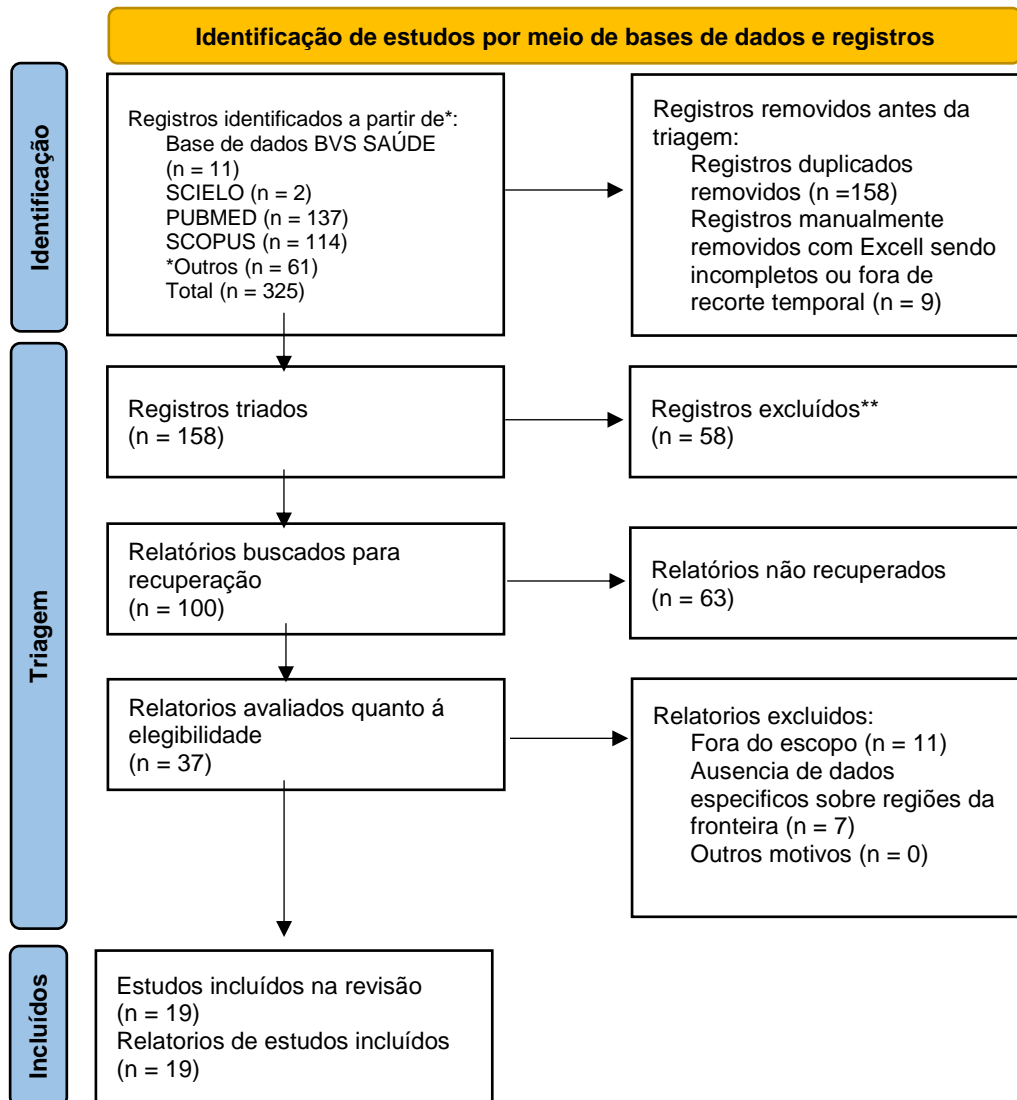 Identificação de estudos por meio de bases de dados e registros
Identificação
Registros identificados a partir de*:
Base de dados BVS SAÚDE
(n = 11)
SCIELO (n = 2)
PUBMED (n = 137)
SCOPUS (n = 114)
*Outros (n = 61)
Total (n = 325)
Registros removidos antes da
triagem:
Registros duplicados
removidos (n =158)
Registros manualmente
removidos com Excell sendo
incompletos ou fora de
recorte temporal (n = 9)
Triagem
Registros triados
(n = 158)
Registros excluídos**
(n = 58)
Relatórios buscados para
recuperação
(n = 100)
Relatórios não recuperados
(n = 63)
Relatorios avaliados quanto á
elegibilidade
(n = 37)
Relatorios excluidos:
Fora do escopo (n = 11)
Ausencia de dados
especificos sobre regiões da
fronteira (n = 7)
Outros motivos (n = 0)
Incluídos
Estudos incluídos na revisão
(n = 19)
Relatorios de estudos incluídos
(n = 19)